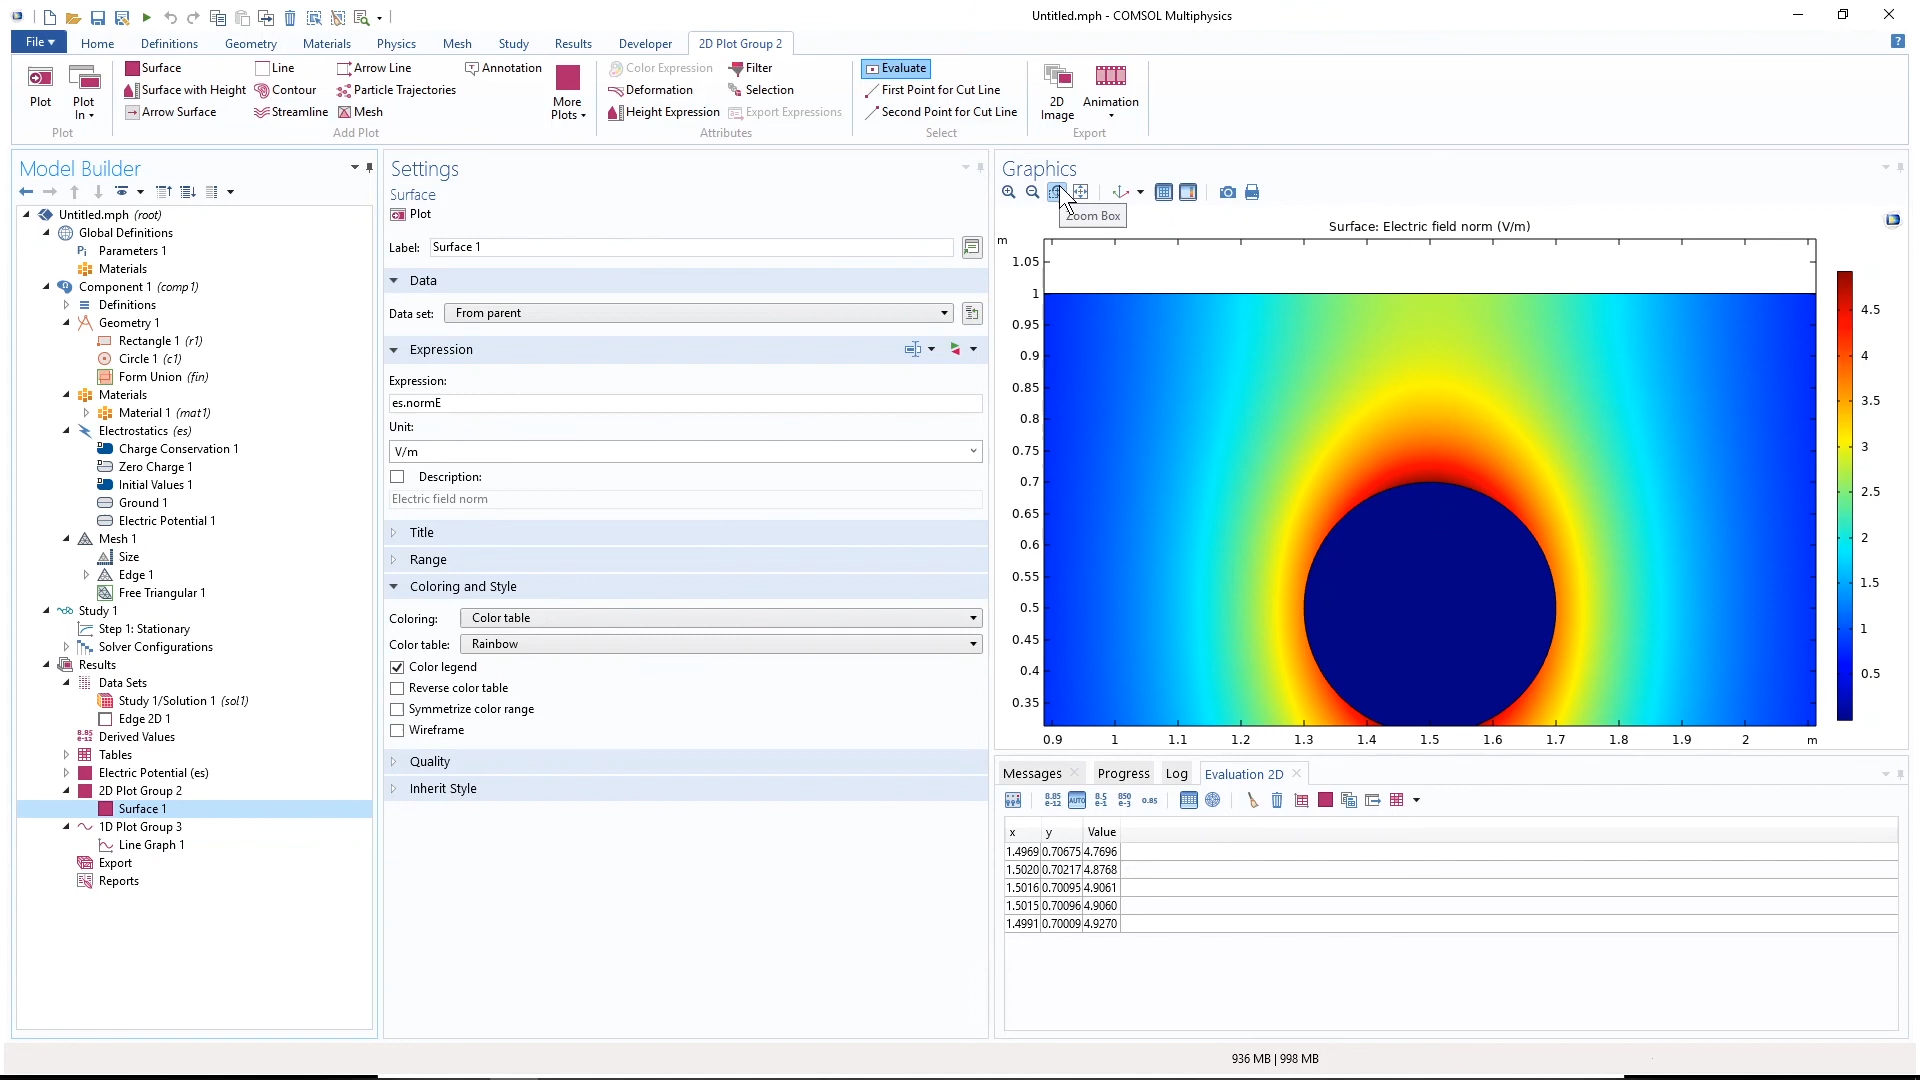 Untitled.mph - COMSOL Multiphysics
File Home Definitions Geometry Materials Physics Mesh Study Results Developer 2D Plot Group 2
Surface Line Arrow Line Annotation Color Expression Filter Evaluate
Plot Plot In Surface with Height Contour Particle Trajectories More Plots Deformation Selection First Point for Cut Line 2D Image Animation
Arrow Surface Streamline Mesh Height Expression Export Expressions Second Point for Cut Line
Plot Add Plot Attributes Select Export
Model Builder
Untitled.mph (root)
Global Definitions
Pi Parameters 1
Materials
Component 1 (comp1)
Definitions
Geometry 1
Rectangle 1 (r1)
Circle 1 (c1)
Form Union (fin)
Materials
Material 1 (mat1)
Electrostatics (es)
Charge Conservation 1
Zero Charge 1
Initial Values 1
Ground 1
Electric Potential 1
Mesh 1
Size
Edge 1
Free Triangular 1
Study 1
Step 1: Stationary
Solver Configurations
Results
Data Sets
Study 1/Solution 1 (sol1)
Edge 2D 1
8.85 e-12 Derived Values
Tables
Electric Potential (es)
2D Plot Group 2
Surface 1
1D Plot Group 3
Line Graph 1
Export
Reports
Settings
Surface
Plot
Label: Surface 1
Data
Data set: From parent
Expression
Expression:
es.normE
Unit:
V/m
Description:
Electric field norm
Title
Range
Coloring and Style
Coloring: Color table
Color table: Rainbow
Color legend
Reverse color table
Symmetrize color range
Wireframe
Quality
Inherit Style
Graphics
Zoom Box
Surface: Electric field norm (V/m)
m
1.05
1
0.95
0.9
0.85
0.8
0.75
0.7
0.65
0.6
0.55
0.5
0.45
0.4
0.35
0.9 1 1.1 1.2 1.3 1.4 1.5 1.6 1.7 1.8 1.9 2 m
4.5
4
3.5
3
2.5
2
1.5
1
0.5
Messages Progress Log Evaluation 2D
8.85 e-12 AUTO 8.5 e-1 850 e-3 0.85
x y Value
1.4969 0.70675 4.7696
1.5020 0.70217 4.8768
1.5016 0.70095 4.9061
1.5015 0.70096 4.9060
1.4991 0.70009 4.9270
936 MB | 998 MB